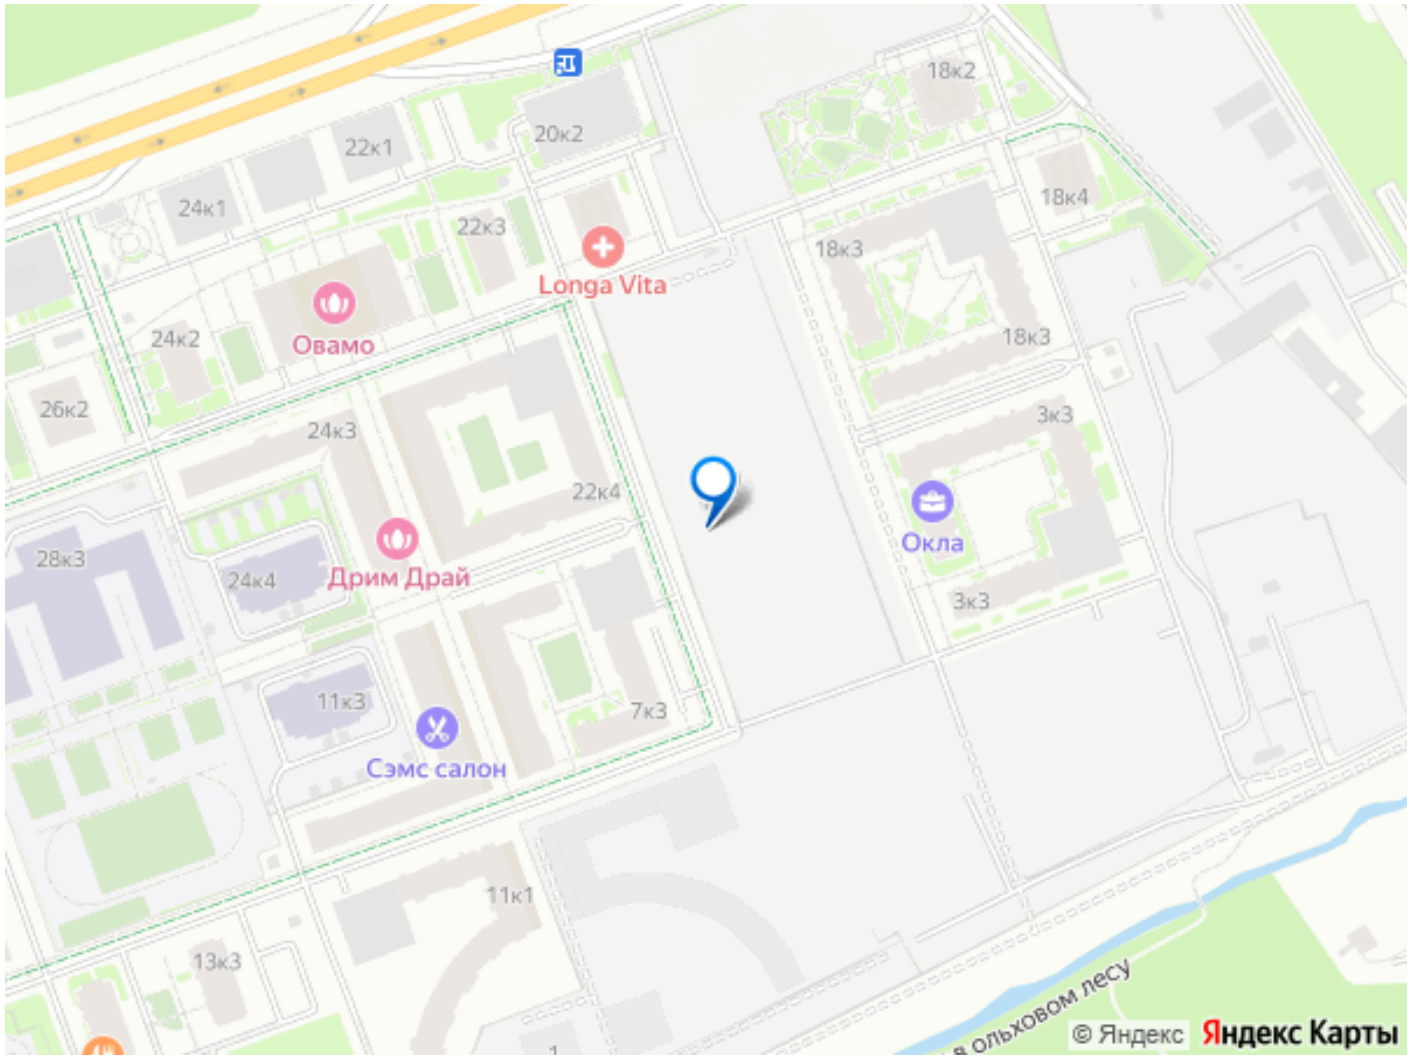 18к2
20к2
22к1
18к4
24к1
22к3
18к3
Longa Vita
24к2
Овамо
18к3
26к2
24к3
3к3
22к4
28к3
Окла
24к4
Дрим Драй
3к3
11к3
7к3
Сэмс салон
11к1
13к3
в ольховом лесу
© Яндекс
Яндекс Карты
1